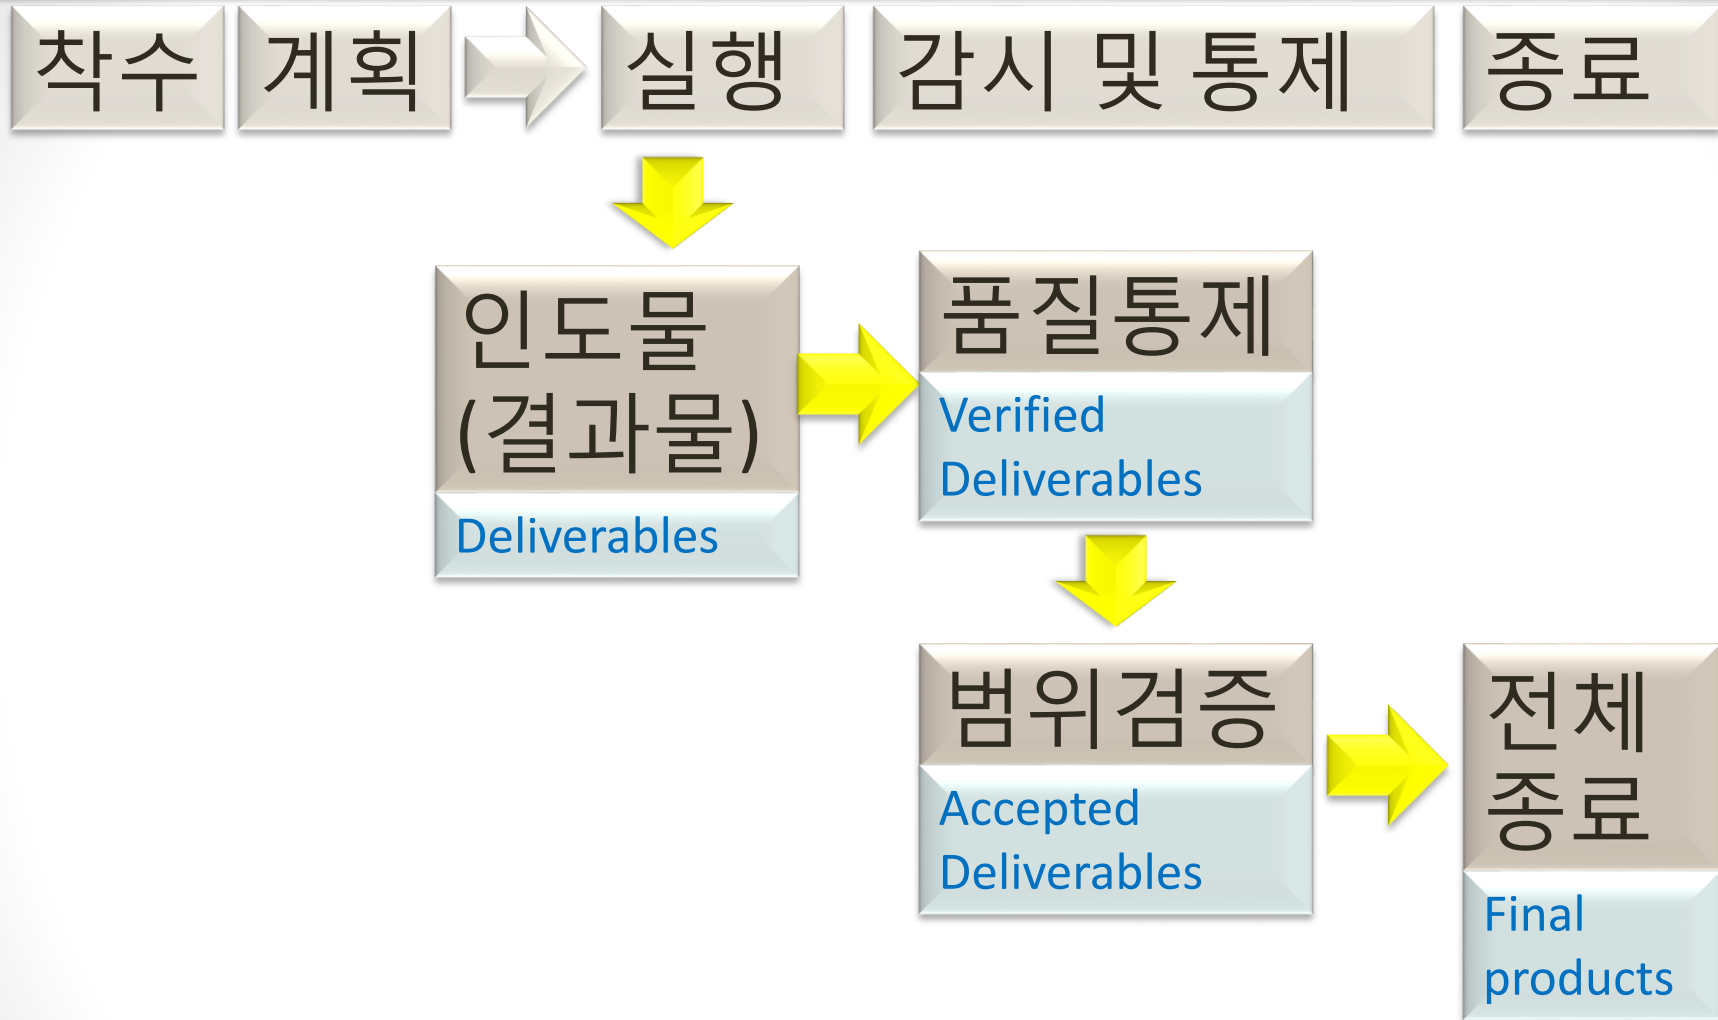 착수 계획 실행 감시 및 통제 종료
인도물
(결과물)
Deliverables
품질통제
Verified
Deliverables
범위검증
Accepted
Deliverables
전체
종료
Final
products